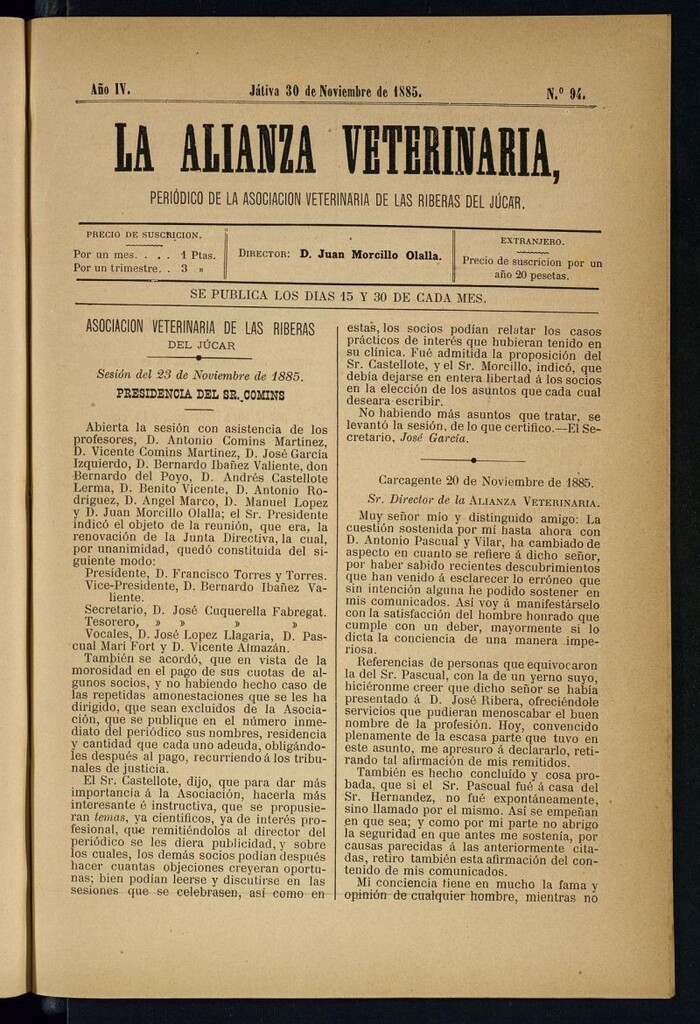 Año IV.
Játiva 30 de Noviembre de 1885.
N.º 94.
LA ALIANZA VETERINARIA,
PERIÓDICO DE LA ASOCIACION VETERINARIA DE LAS RIBERAS DEL JÚCAR.
PRECIO DE SUSCRICION.
Por un mes. . . . 1 Ptas.
Por un trimestre. . 3 »
DIRECTOR: D. Juan Morcillo Olalla.
EXTRANJERO.
Precio de suscricion por un
año 20 pesetas.
SE PUBLICA LOS DIAS 15 Y 30 DE CADA MES.
ASOCIACION VETERINARIA DE LAS RIBERAS
DEL JÚCAR
Sesión del 23 de Noviembre de 1885.
PRESIDENCIA DEL SR. COMINS
Abierta la sesión con asistencia de los
profesores, D. Antonio Comins Martinez,
D. Vicente Comins Martinez, D. José García
Izquierdo, D. Bernardo Ibañez Valiente, don
Bernardo del Poyo, D. Andrés Castellote
Lerma, D. Benito Vicente, D. Antonio Ro-
driguez, D. Angel Marco, D. Manuel Lopez
y D. Juan Morcillo Olalla; el Sr. Presidente
indicó el objeto de la reunión, que era, la
renovación de la Junta Directiva, la cual,
por unanimidad, quedó constituida del si-
guiente modo:
Presidente, D. Francisco Torres y Torres.
Vice-Presidente, D. Bernardo Ibañez Va-
liente.
Secretario, D. José Cuquerella Fabregat.
Tesorero, » » » »
Vocales, D. José Lopez Llagaria, D. Pas-
cual Marí Fort y D. Vicente Almazán.
También se acordó, que en vista de la
morosidad en el pago de sus cuotas de al-
gunos socios, y no habiendo hecho caso de
las repetidas amonestaciones que se les ha
dirigido, que sean excluidos de la Asocia-
ción, que se publique en el número inme-
diato del periódico sus nombres, residencia
y cantidad que cada uno adeuda, obligándo-
les después al pago, recurriendo á los tribu-
nales de justicia.
El Sr. Castellote, dijo, que para dar más
importancia á la Asociación, hacerla más
interesante é instructiva, que se propusie-
ran temas, ya cientificos, ya de interés pro-
fesional, que remitiéndolos al director del
periódico se les diera publicidad, y sobre
los cuales, los demás socios podian después
hacer cuantas objeciones creyeran oportu-
nas; bien podian leerse y discutirse en las
sesiones que se celebrasen, así como en
estas, los socios podían relatar los casos
prácticos de interés que hubieran tenido en
su clínica. Fué admitida la proposición del
Sr. Castellote, y el Sr. Morcillo, indicó, que
debía dejarse en entera libertad á los socios
en la elección de los asuntos que cada cual
deseara escribir.
No habiendo más asuntos que tratar, se
levantó la sesión, de lo que certifico.—El Se-
cretario, José García.
Carcagente 20 de Noviembre de 1885.
Sr. Director de la ALIANZA VETERINARIA.
Muy señor mío y distinguido amigo: La
cuestión sostenida por mí hasta ahora con
D. Antonio Pascual y Vilar, ha cambiado de
aspecto en cuanto se refiere á dicho señor,
por haber sabido recientes descubrimientos
que han venido á esclarecer lo erróneo que
sin intención alguna he podido sostener en
mis comunicados. Así voy á manifestárselo
con la satisfacción del hombre honrado que
cumple con un deber, mayormente si lo
dicta la conciencia de una manera impe-
riosa.
Referencias de personas que equivocaron
la del Sr. Pascual, con la de un yerno suyo,
hiciéronme creer que dicho señor se había
presentado á D. José Ribera, ofreciéndole
servicios que pudieran menoscabar el buen
nombre de la profesión. Hoy, convencido
plenamente de la escasa parte que tuvo en
este asunto, me apresuro á declararlo, reti-
rando tal afirmación de mis remitidos.
También es hecho concluído y cosa pro-
bada, que si el Sr. Pascual fué á casa del
Sr. Hernandez, no fué expontáneamente,
sino llamado por el mismo. Así se empeñan
en que sea; y como por mi parte no abrigo
la seguridad en que antes me sostenía, por
causas parecidas á las anteriormente cita-
das, retiro también esta afirmación del con-
tenido de mis comunicados.
Mi conciencia tiene en mucho la fama y
opinión de cualquier hombre, mientras no